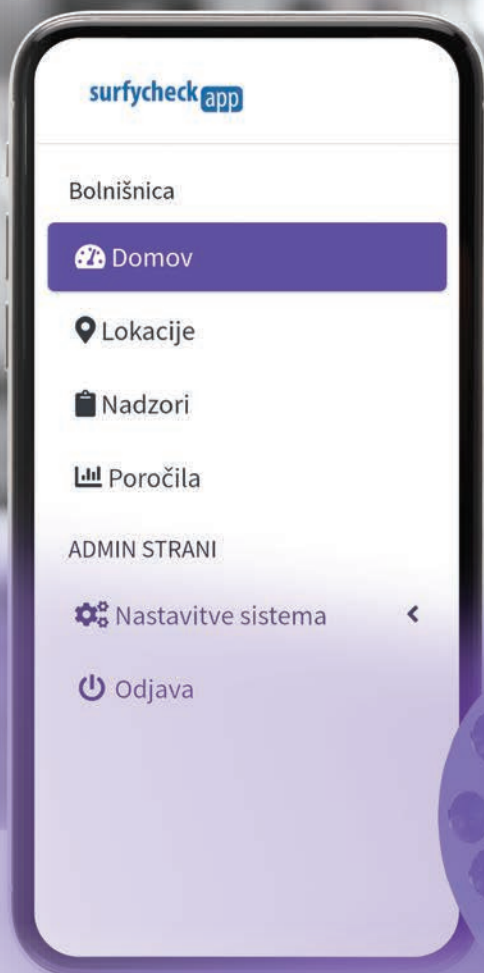 surfycheck app
Bolnišnica
Domov
Lokacije
Nadzori
Poročila
ADMIN STRANI
Nastavitve sistema
Odjava